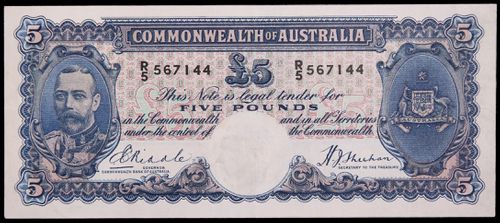 5 COMMONWEALTH OF AUSTRALIA 5
R/5 567144 £5 R/5 567144
This Note is legal tender for
FIVE POUNDS
in the Commonwealth and in all Territories
under the control of the Commonwealth.
E C Riddle H J Sheehan
GOVERNOR SECRETARY TO THE TREASURY
COMMONWEALTH BANK OF AUSTRALIA
5 5